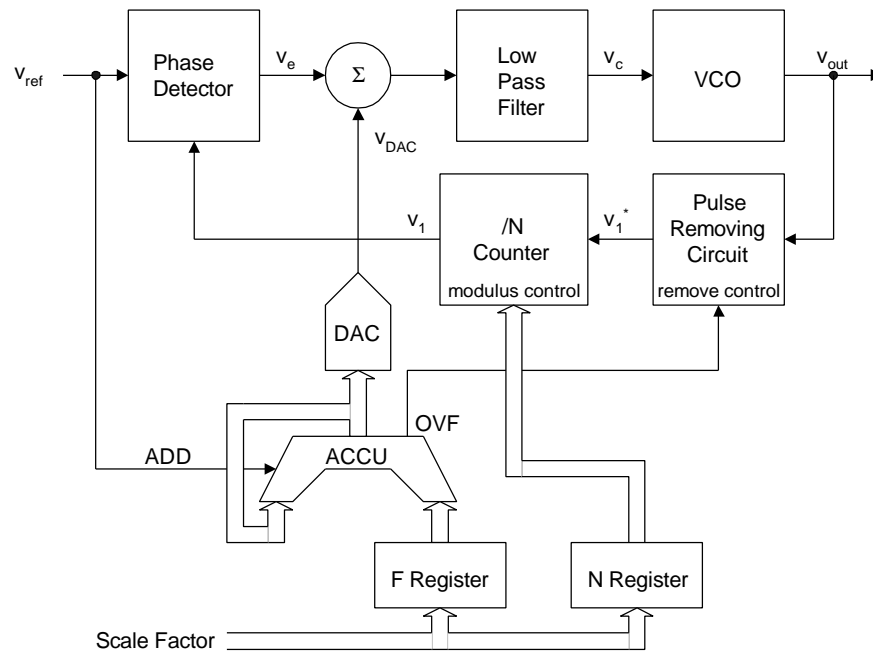 v_ref
Phase
Detector
v_e
Σ
Low
Pass
Filter
v_c
VCO
v_out
v_DAC
v_1
/N
Counter
modulus control
v_1^*
Pulse
Removing
Circuit
remove control
DAC
OVF
ADD
ACCU
F Register
N Register
Scale Factor